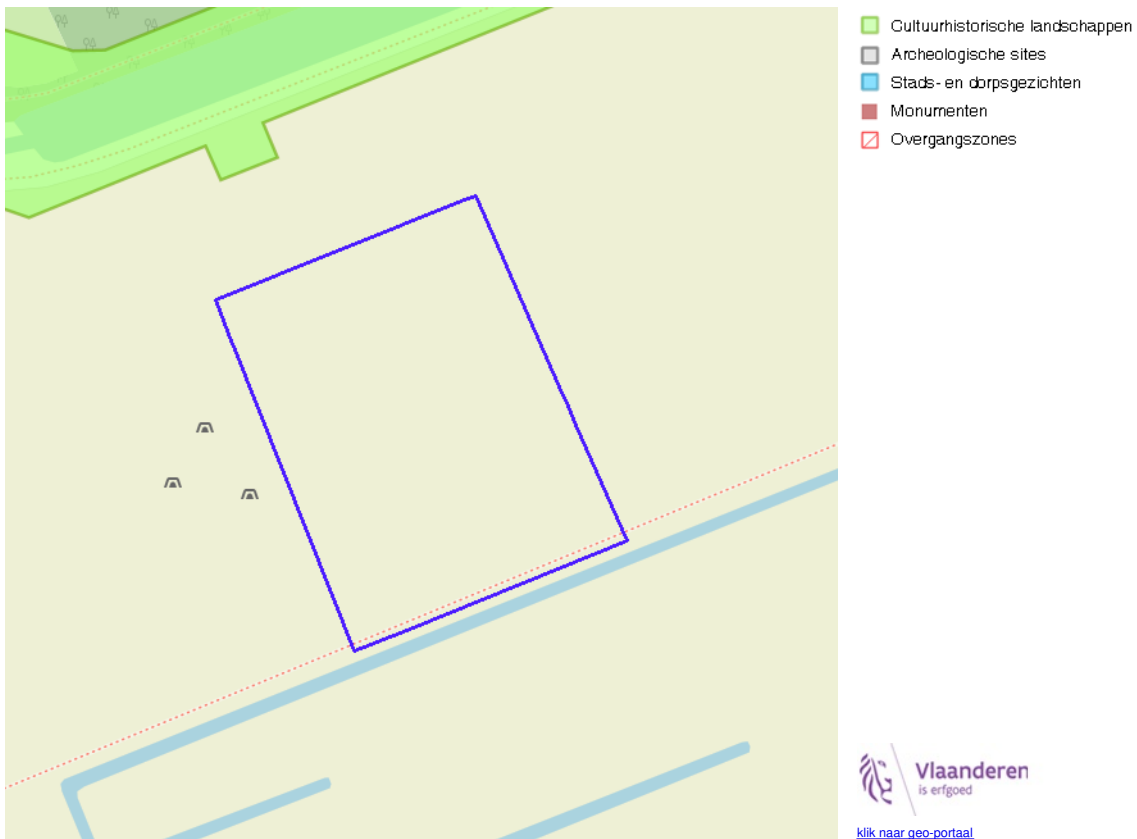 Cultuurhistorische landschappen
Archeologische sites
Stads- en dorpsgezichten
Monumenten
Overgangszones
Vlaanderen
is erfgoed
klik naar geo-portaal